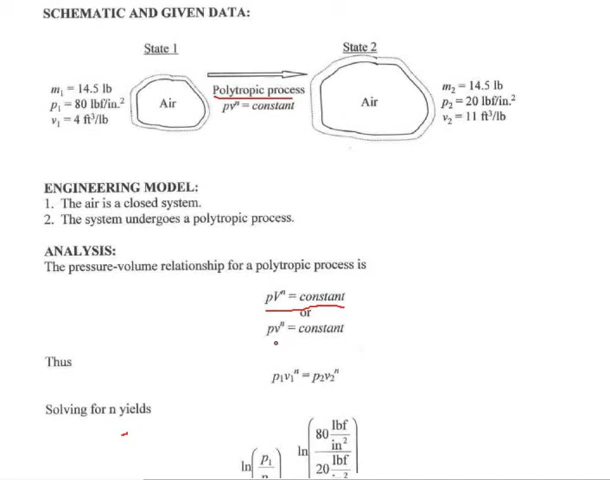 SCHEMATIC AND GIVEN DATA:
State 1
State 2
m₁ = 14.5 lb
p₁ = 80 lbf/in.²
v₁ = 4 ft³/lb
Air
Polytropic process
pvⁿ = constant
Air
m₂ = 14.5 lb
p₂ = 20 lbf/in.²
v₂ = 11 ft³/lb
ENGINEERING MODEL:
1. The air is a closed system.
2. The system undergoes a polytropic process.
ANALYSIS:
The pressure-volume relationship for a polytropic process is
pVⁿ = constant
or
pvⁿ = constant
Thus
p₁v₁ⁿ = p₂v₂ⁿ
Solving for n yields
ln(p₁ ln(80 lbf/in²
20 lbf